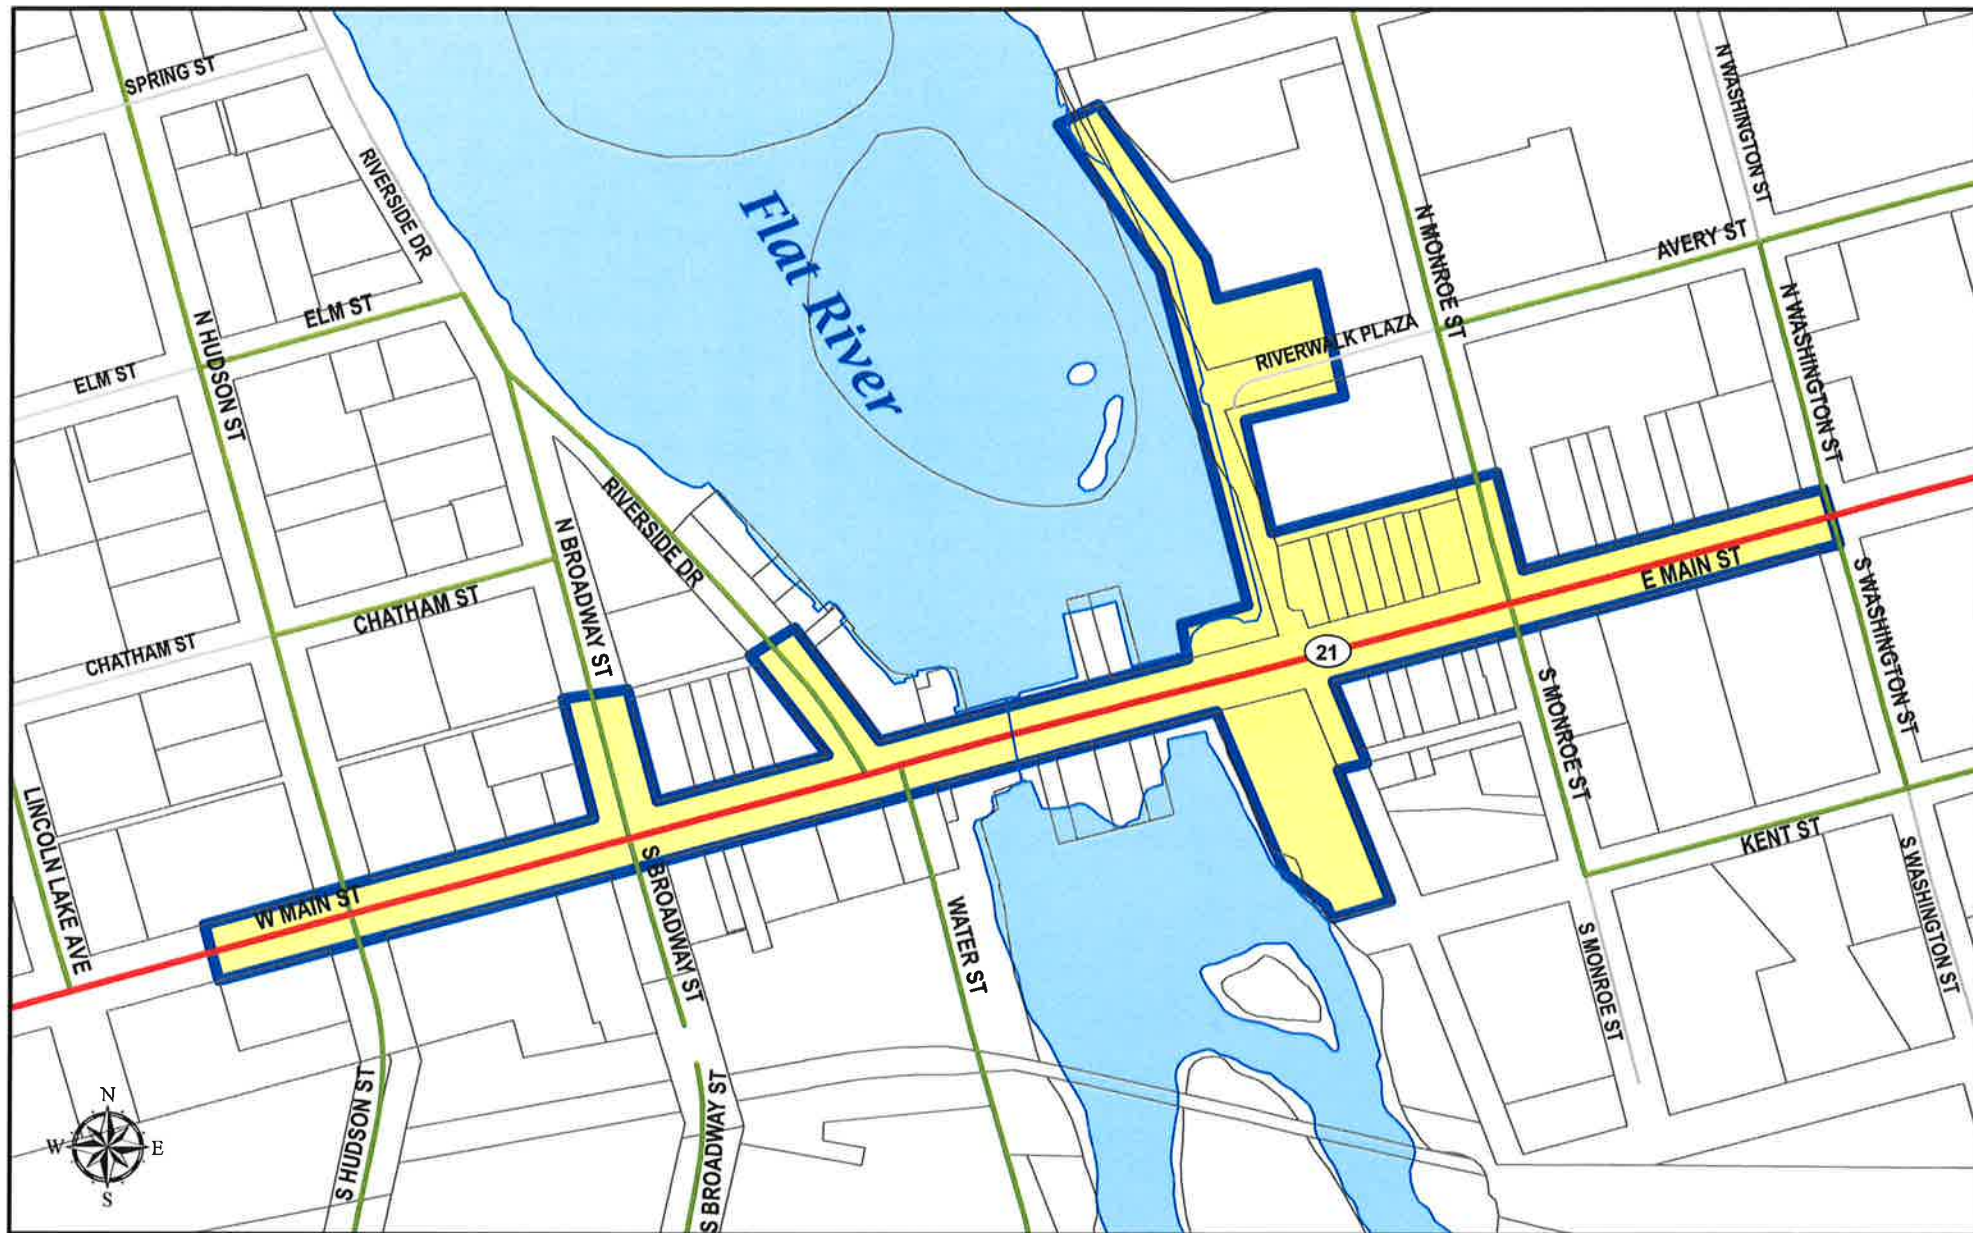 SPRING ST
N WASHINGTON ST
RIVERSIDE DR
Flat River
N MONROE ST
AVERY ST
ELM ST
N HUDSON ST
N WASHINGTON ST
RIVERWALK PLAZA
ELM ST
RIVERSIDE DR
N BROADWAY ST
E MAIN ST
S WASHINGTON ST
CHATHAM ST
CHATHAM ST
21
S MONROE ST
LINCOLN LAKE AVE
KENT ST
S WASHINGTON ST
W MAIN ST
S BROADWAY ST
WATER ST
S MONROE ST
N
W E
S
S HUDSON ST
S BROADWAY ST